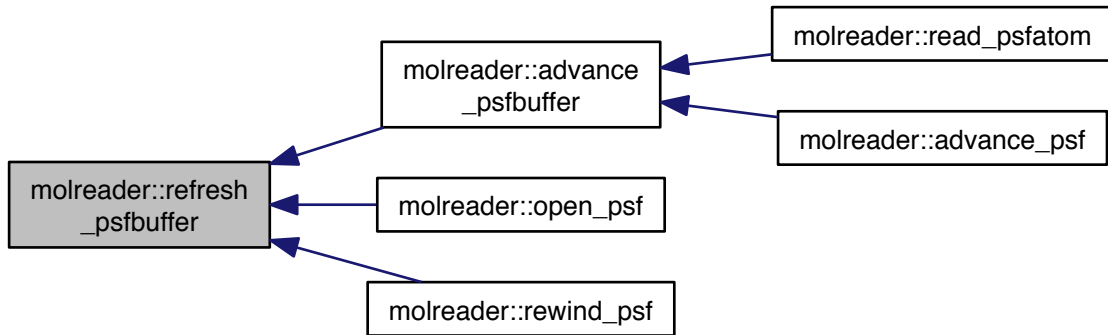 molreader::refresh
_psfbuffer
molreader::advance
_psfbuffer
molreader::read_psfatom
molreader::advance_psf
molreader::open_psf
molreader::rewind_psf